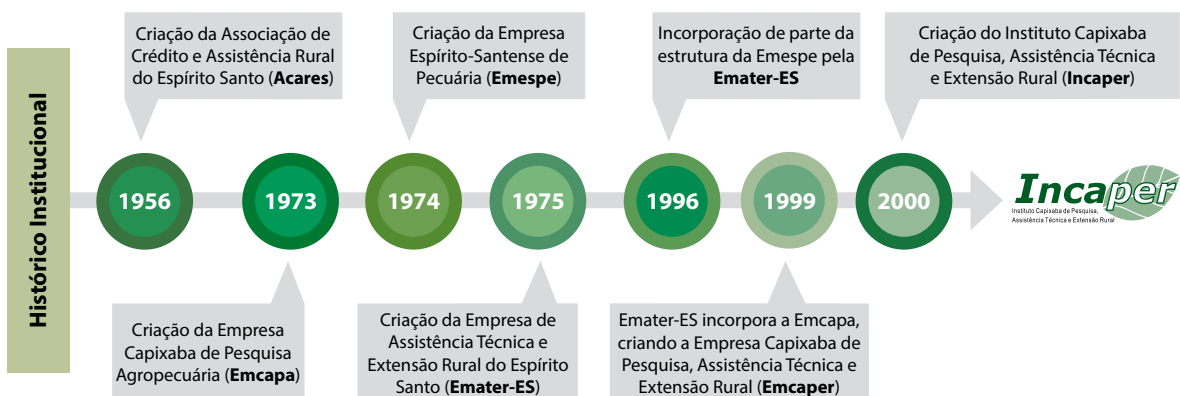 Histórico Institucional
Criação da Associação de
Crédito e Assistência Rural
do Espírito Santo (Acares)
Criação da Empresa
Espírito-Santense de
Pecuária (Emespe)
Incorporação de parte da
estrutura da Emespe pela
Emater-ES
Criação do Instituto Capixaba
de Pesquisa, Assistência Técnica
e Extensão Rural (Incaper)
1956
1973
1974
1975
1996
1999
2000
Incaper
Instituto Capixaba de Pesquisa,
Assistência Técnica e Extensão Rural
Criação da Empresa
Capixaba de Pesquisa
Agropecuária (Emcapa)
Criação da Empresa de
Assistência Técnica e
Extensão Rural do Espírito
Santo (Emater-ES)
Emater-ES incorpora a Emcapa,
criando a Empresa Capixaba de
Pesquisa, Assistência Técnica e
Extensão Rural (Emcaper)